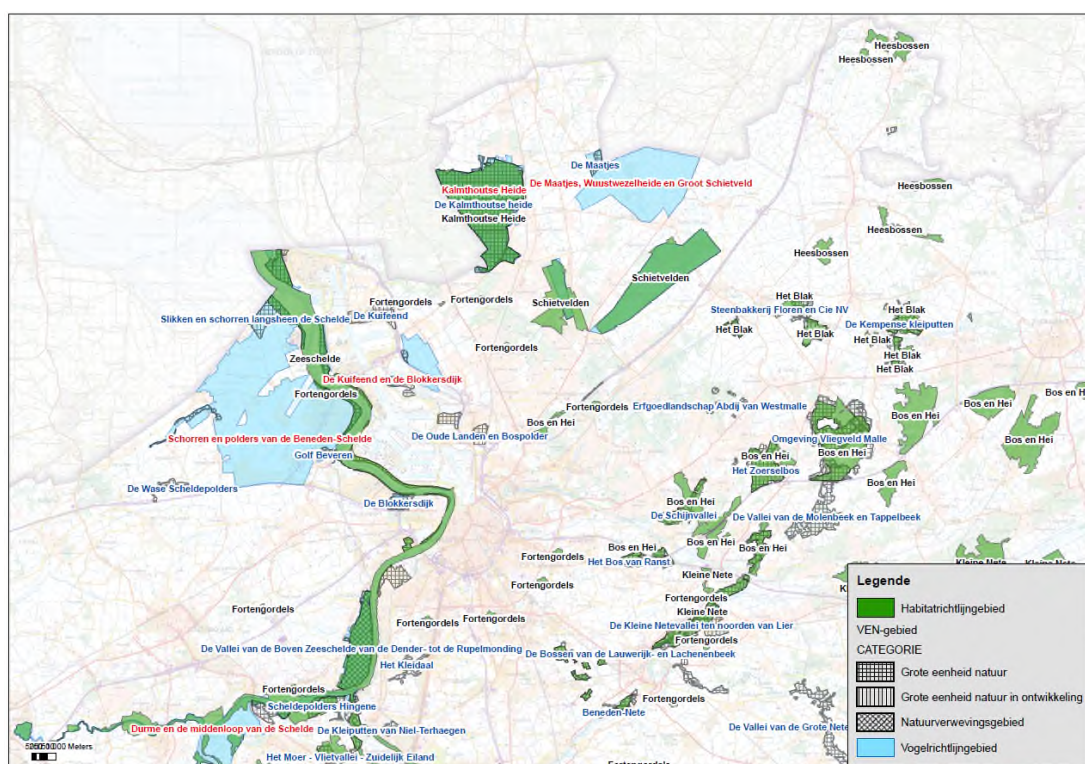 Heesbossen
Heesbossen
De Maatjes
De Maatjes, Wuustwezelheide en Groot Schietveld
Kalmthoutse Heide
De Kalmthoutse heide
Kalmthoutse Heide
Heesbossen
Heesbossen
Heesbossen
Schietvelden
Schietvelden
Fortengordels
Fortengordels
Slikken en schorren langsheen de Schelde
De Kuifeend
Het Blak
Het Blak
Steenbakkerij Floren en Cie NV
De Kempense kleiputten
Het Blak
Het Blak
Het Blak
Het Blak
Het Blak
Fortengordels
Zeeschelde
De Kuifeend en de Blokkersdijk
Fortengordels
Fortengordels
Erfgoedlandschap Abdij van Westmalle
Bos en Hei
Bos en Hei
Bos en He
Bos en Hei
Bos en Hei
De Oude Landen en Bospolder
Omgeving Vliegveld Malle
Schorren en polders van de Beneden-Schelde
Golf Beveren
Bos en Hei
Het Zoerselbos
Bos en Hei
De Wase Scheldepolders
De Blokkersdijk
Bos en Hei
De Schijnvallei
De Vallei van de Molenbeek en Tappelbeek
Bos en Hei
Bos en Hei
Bos en Hei
Fortengordels
Het Bos van Ranst
Kleine Nete
Kleine Nete
Fortengordels
Fortengordels
Kleine Nete
Fortengordels
Fortengordels
De Kleine Netevallei ten noorden van Lier
Fortengordels
De Vallei van de Boven Zeeschelde van de Dender- tot de Rupelmonding
De Bossen van de Lauwerijk- en Lachenenbeek
Het Kleidaal
Fortengordels
Fortengordels
Scheldepolders Hingene
Beneden-Nete
Durme en de middenloop van de Schelde
De Kleiputten van Niel-Terhaegen
De Vallei van de Grote Nete
Het Moer - Vlietvallei - Zuidelijk Eiland
Fortengordels
Legende
Habitatrichtlijngebied
VEN-gebied
CATEGORIE
Grote eenheid natuur
Grote eenheid natuur in ontwikkeling
Natuurverwevingsgebied
Vogelrichtlijngebied
Meters